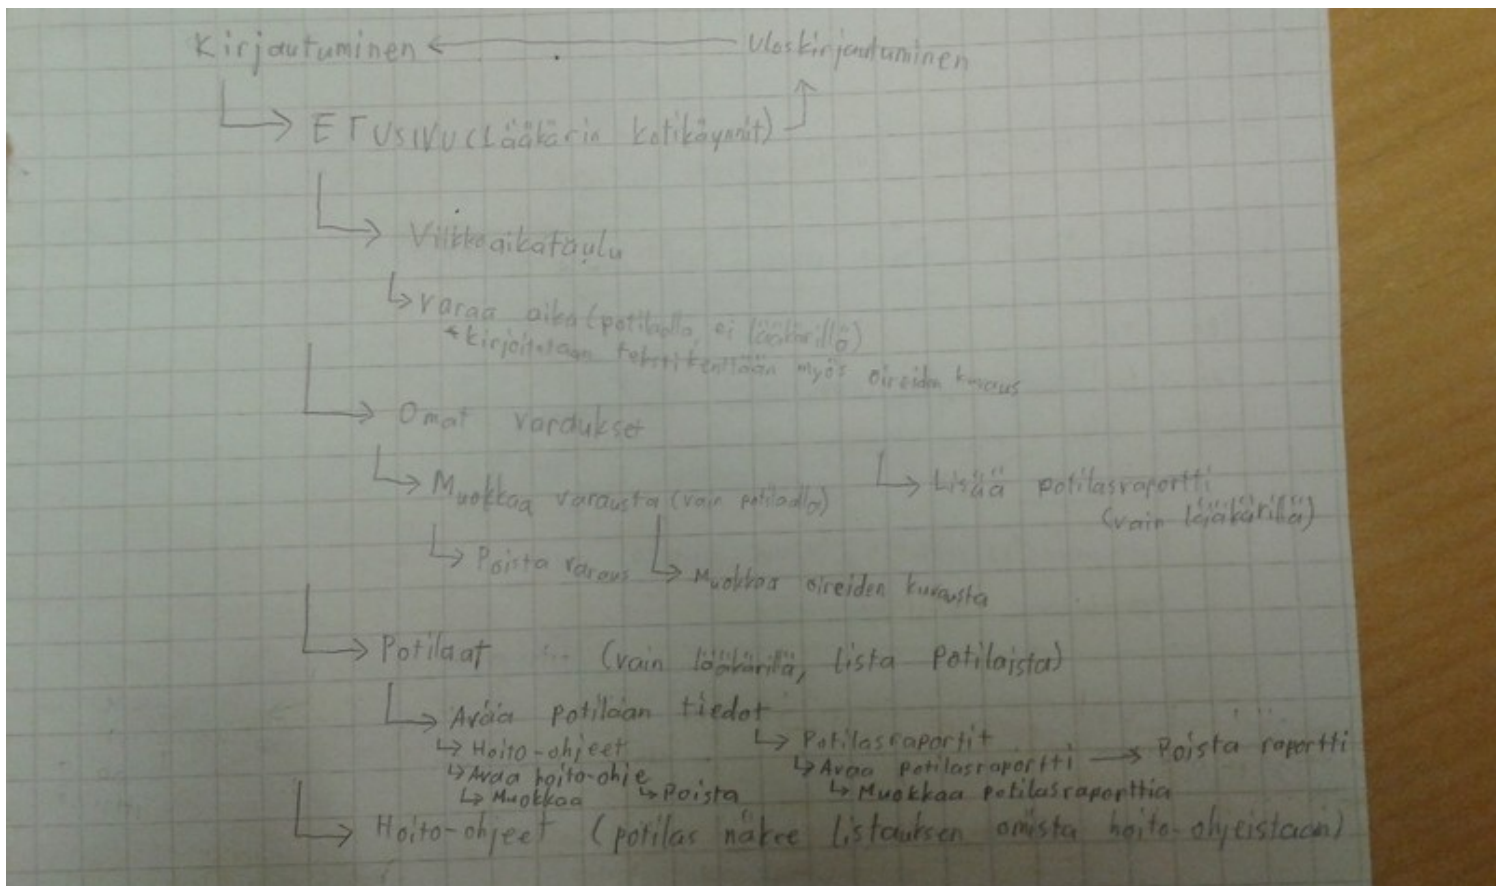 Kirjautuminen ← Uloskirjautuminen
↳ ETUSIVU (Lääkärin kotikäynnit)
↳ Viikkoaikataulu
↳ Varaa aika (potilaalla, ei lääkärillä)
* kirjoitetaan tekstikenttään myös oireiden kuvaus
↳ Omat varaukset
↳ Muokkaa varausta (vain potilaalla) ↳ Lisää potilasraportti
(vain lääkärillä)
↳ Poista varaus ↳ Muokkaa oireiden kuvausta
↳ Potilaat (vain lääkärillä, lista potilaista)
↳ Avaa potilaan tiedot
↳ Hoito-ohjeet ↳ Potilasraportit
↳ Avaa hoito-ohje ↳ Avaa potilasraportti → Poista raportti
↳ Muokkaa ↳ Poista ↳ Muokkaa potilasraporttia
↳ Hoito-ohjeet (potilas näkee listauksen omista hoito-ohjeistaan)